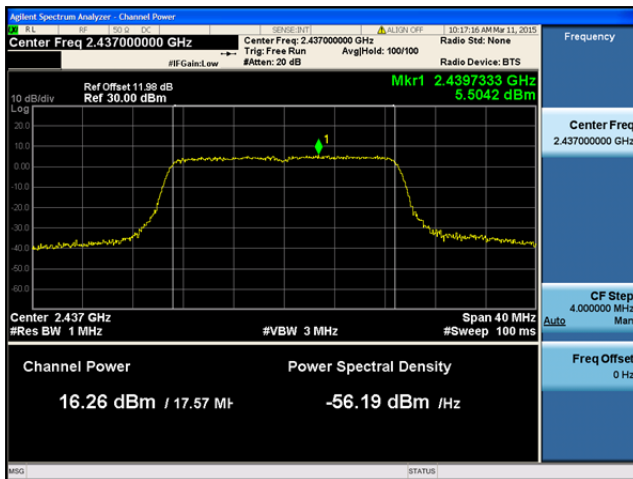 Agilent Spectrum Analyzer - Channel Power
RL RF 50 Ω DC SENSE:INT ALIGN OFF 10:17:16 AM Mar 11, 2015
Center Freq 2.437000000 GHz
Center Freq: 2.437000000 GHz
Radio Std: None
Trig: Free Run Avg|Hold: 100/100
#IFGain:Low #Atten: 20 dB Radio Device: BTS
Frequency
Mkr1 2.4397333 GHz
5.5042 dBm
Ref Offset 11.98 dB
10 dB/div Ref 30.00 dBm
Log
20.0
10.0
0.00
-10.0
-20.0
-30.0
-40.0
-50.0
-60.0
1
Center 2.437 GHz Span 40 MHz
#Res BW 1 MHz #VBW 3 MHz #Sweep 100 ms
Channel Power Power Spectral Density
16.26 dBm / 17.57 MH -56.19 dBm /Hz
Center Freq
2.437000000 GHz
CF Step
4.000000 MHz
Auto Man
Freq Offset
0 Hz
MSG STATUS